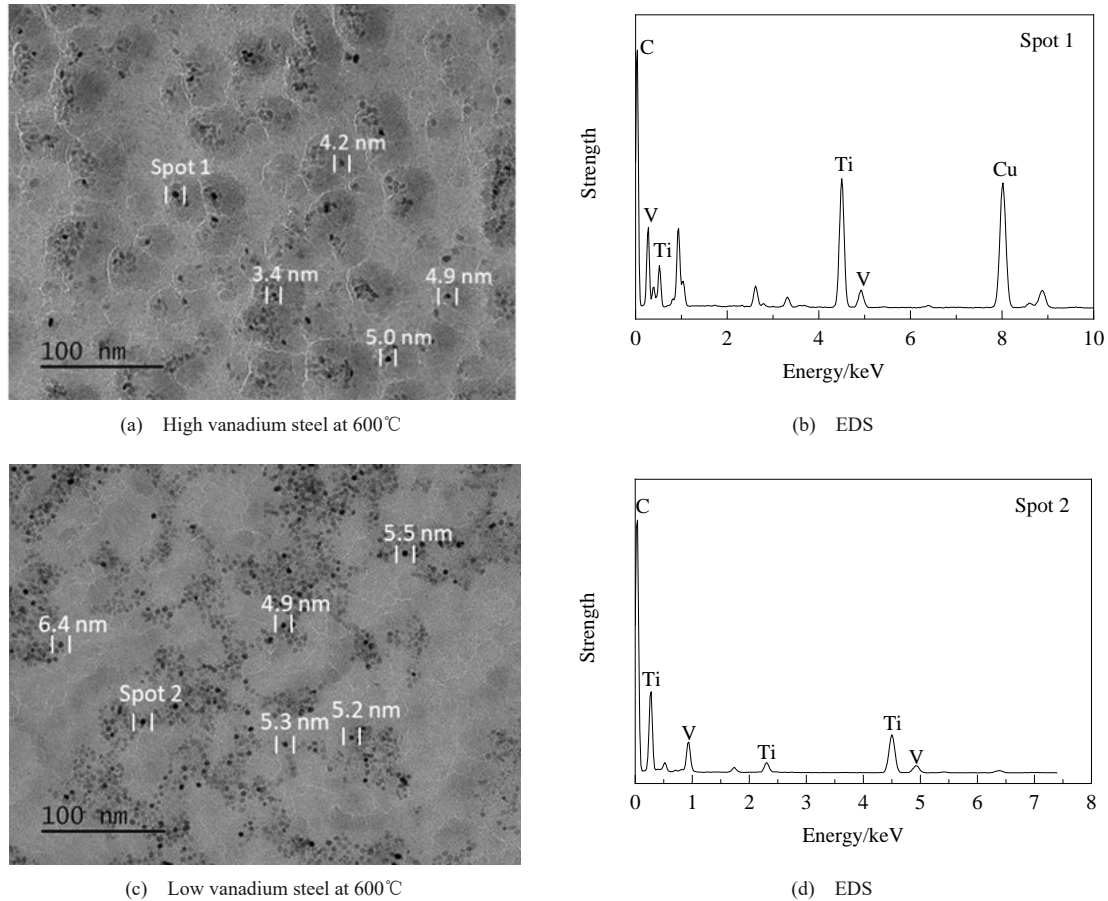 Spot 1
4.2 nm
3.4 nm
4.9 nm
5.0 nm
100 nm
(a) High vanadium steel at 600℃
Spot 1
C
V
Ti
Ti
V
Cu
Strength
0 2 4 6 8 10
Energy/keV
(b) EDS
5.5 nm
4.9 nm
6.4 nm
Spot 2
5.3 nm
5.2 nm
100 nm
(c) Low vanadium steel at 600℃
Spot 2
C
Ti
V
Ti
Ti
V
Strength
0 1 2 3 4 5 6 7 8
Energy/keV
(d) EDS